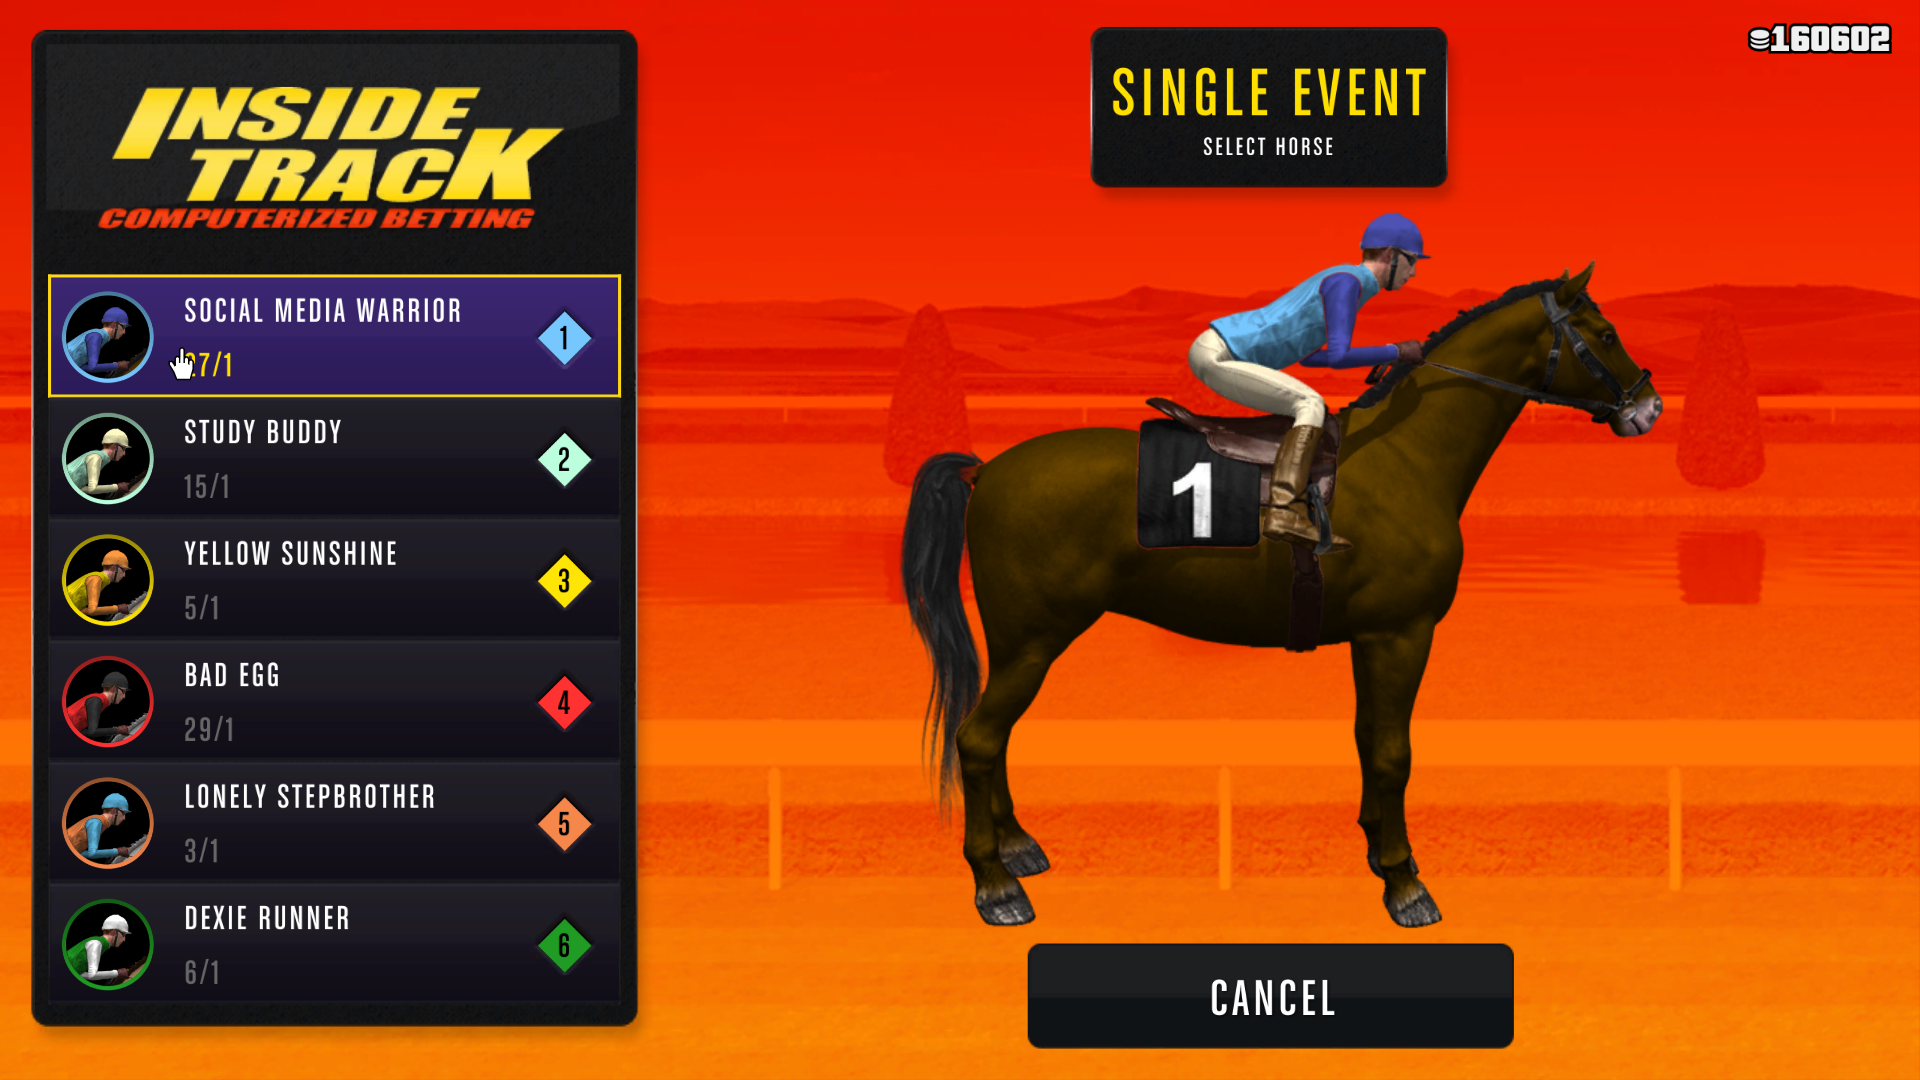 INSIDE
TRACK
COMPUTERIZED BETTING
SOCIAL MEDIA WARRIOR
7/1
1
STUDY BUDDY
15/1
2
YELLOW SUNSHINE
5/1
3
BAD EGG
29/1
4
LONELY STEPBROTHER
3/1
5
DEXIE RUNNER
6/1
6
SINGLE EVENT
SELECT HORSE
160602
1
CANCEL